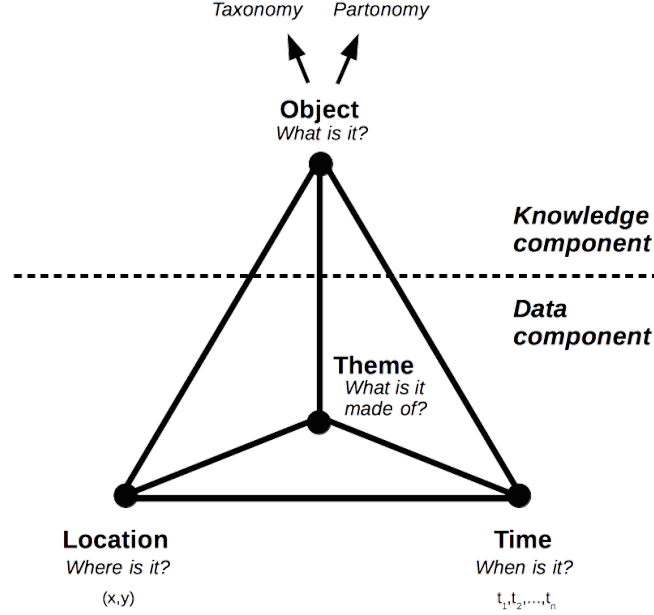 Taxonomy Partonomy
Object
What is it?
Knowledge
component
Data
component
Theme
What is it
made of?
Location
Where is it?
(x,y)
Time
When is it?
t₁,t₂,...,tₙ